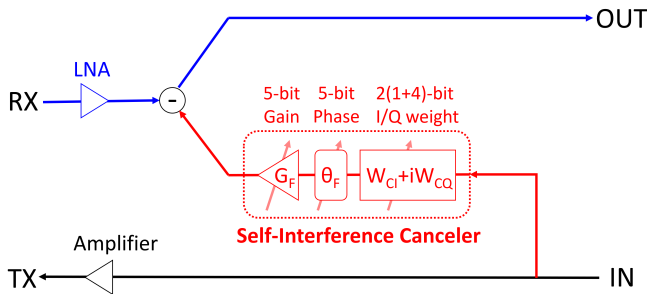 OUT
LNA
RX
-
5-bit
Gain
5-bit
Phase
2(1+4)-bit
I/Q weight
G_F
θ_F
W_CI+iW_CQ
Self-Interference Canceler
Amplifier
TX
IN